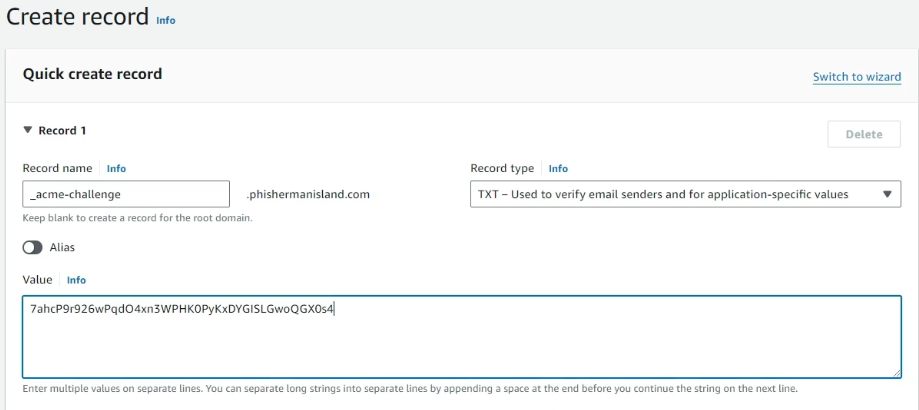 Create record Info
Quick create record
Switch to wizard
Record 1
Delete
Record name Info
Record type Info
_acme-challenge
.phishermanisland.com
TXT – Used to verify email senders and for application-specific values
Keep blank to create a record for the root domain.
Alias
Value Info
7ahcP9r926wPqdO4xn3WPHK0PyKxDYGISLGwoQGX0s4
Enter multiple values on separate lines. You can separate long strings into separate lines by appending a space at the end before you continue the string on the next line.